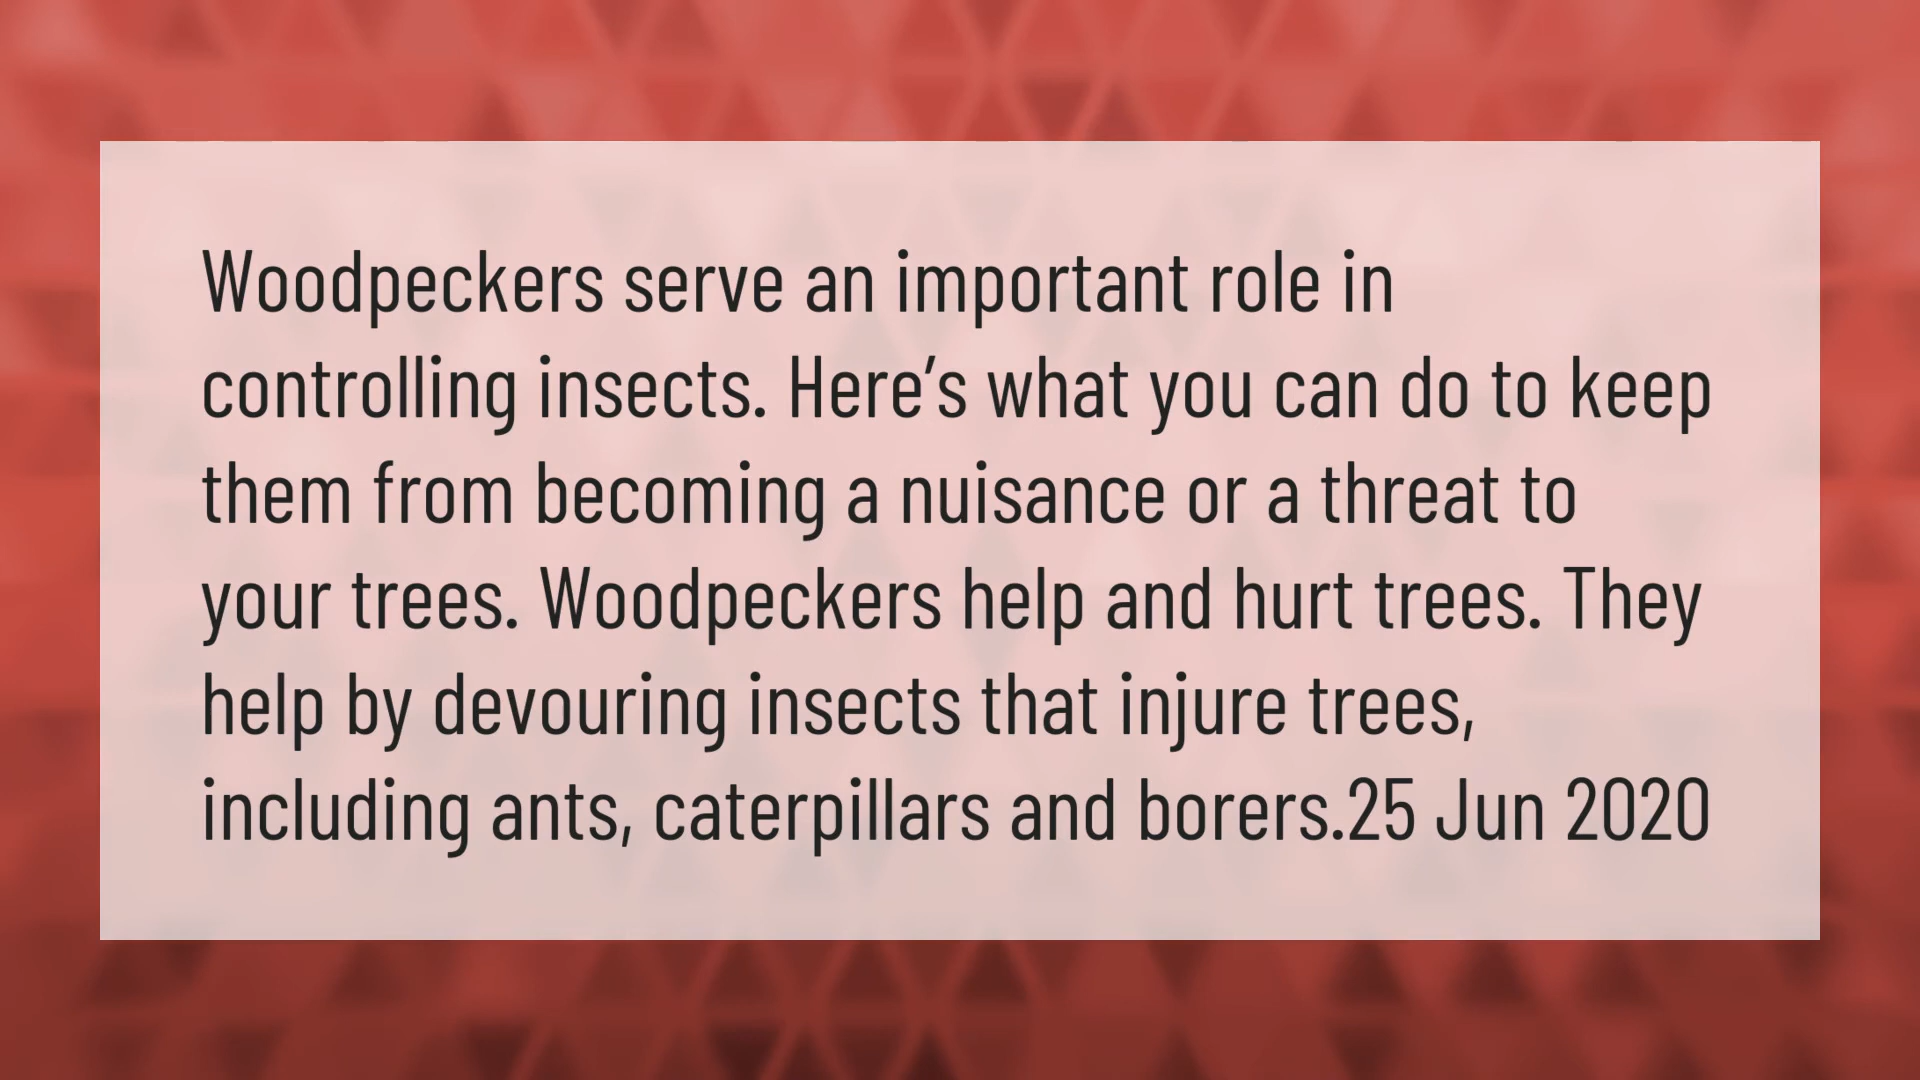 Woodpeckers serve an important role in
controlling insects. Here’s what you can do to keep
them from becoming a nuisance or a threat to
your trees. Woodpeckers help and hurt trees. They
help by devouring insects that injure trees,
including ants, caterpillars and borers.25 Jun 2020